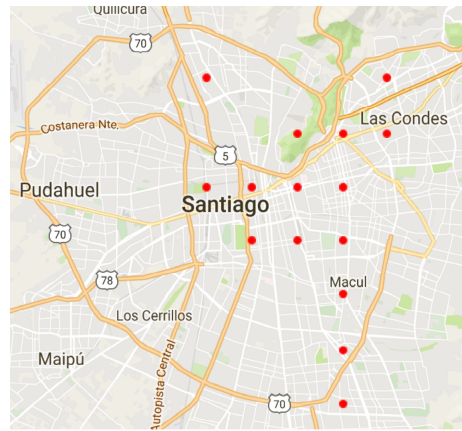 Quilicura
70
Costanera Nte.
Las Condes
5
Pudahuel
Santiago
70
78
Macul
Los Cerrillos
Maipú
Autopista Central
70